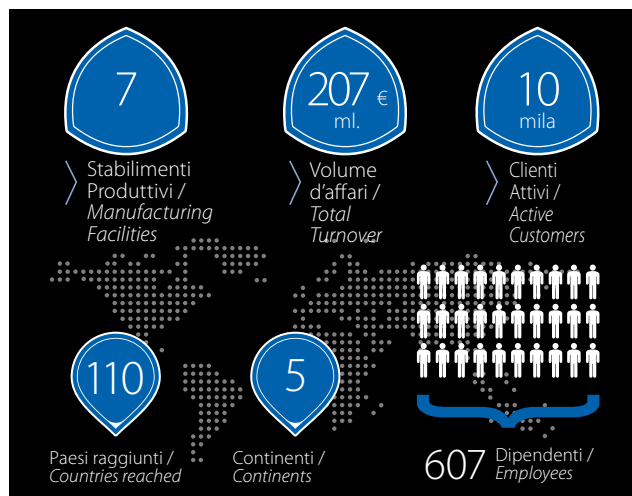 7
Stabilimenti
Produttivi /
Manufacturing
Facilities
207 €
ml.
Volume
d'affari /
Total
Turnover
10
mila
Clienti
Attivi /
Active
Customers
110
Paesi raggiunti /
Countries reached
5
Continenti /
Continents
607 Dipendenti /
Employees